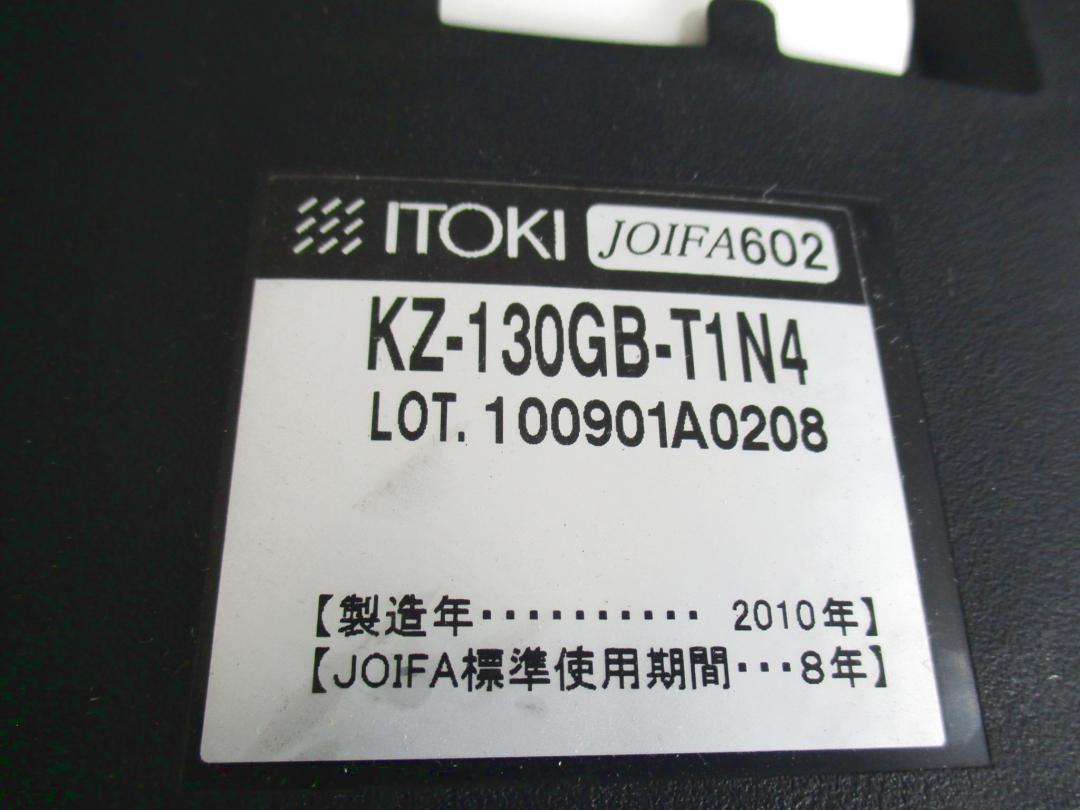 ITOKI JOIFA602
KZ-130GB-T1N4
LOT. 100901A0208
【製造年･･････････ 2010年】
【JOIFA標準使用期間･･･8年】